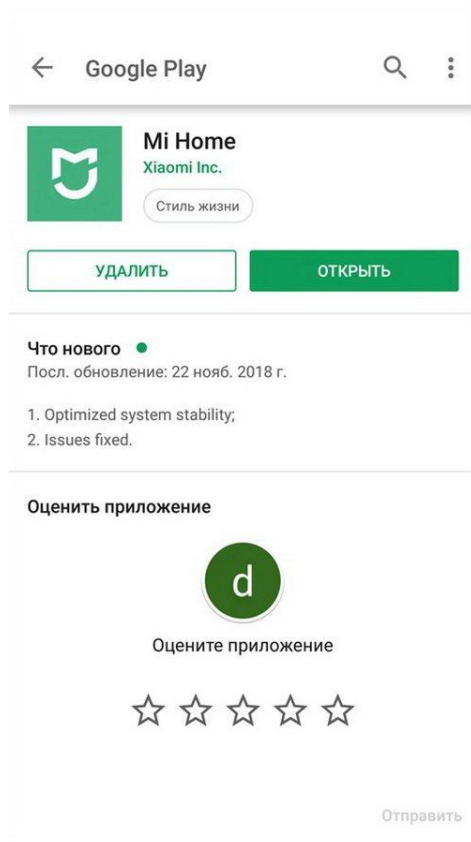 Google Play
Mi Home
Xiaomi Inc.
Стиль жизни
УДАЛИТЬ
ОТКРЫТЬ
Что нового
Посл. обновление: 22 нояб. 2018 г.
1. Optimized system stability;
2. Issues fixed.
Оценить приложение
d
Оцените приложение
Отправить